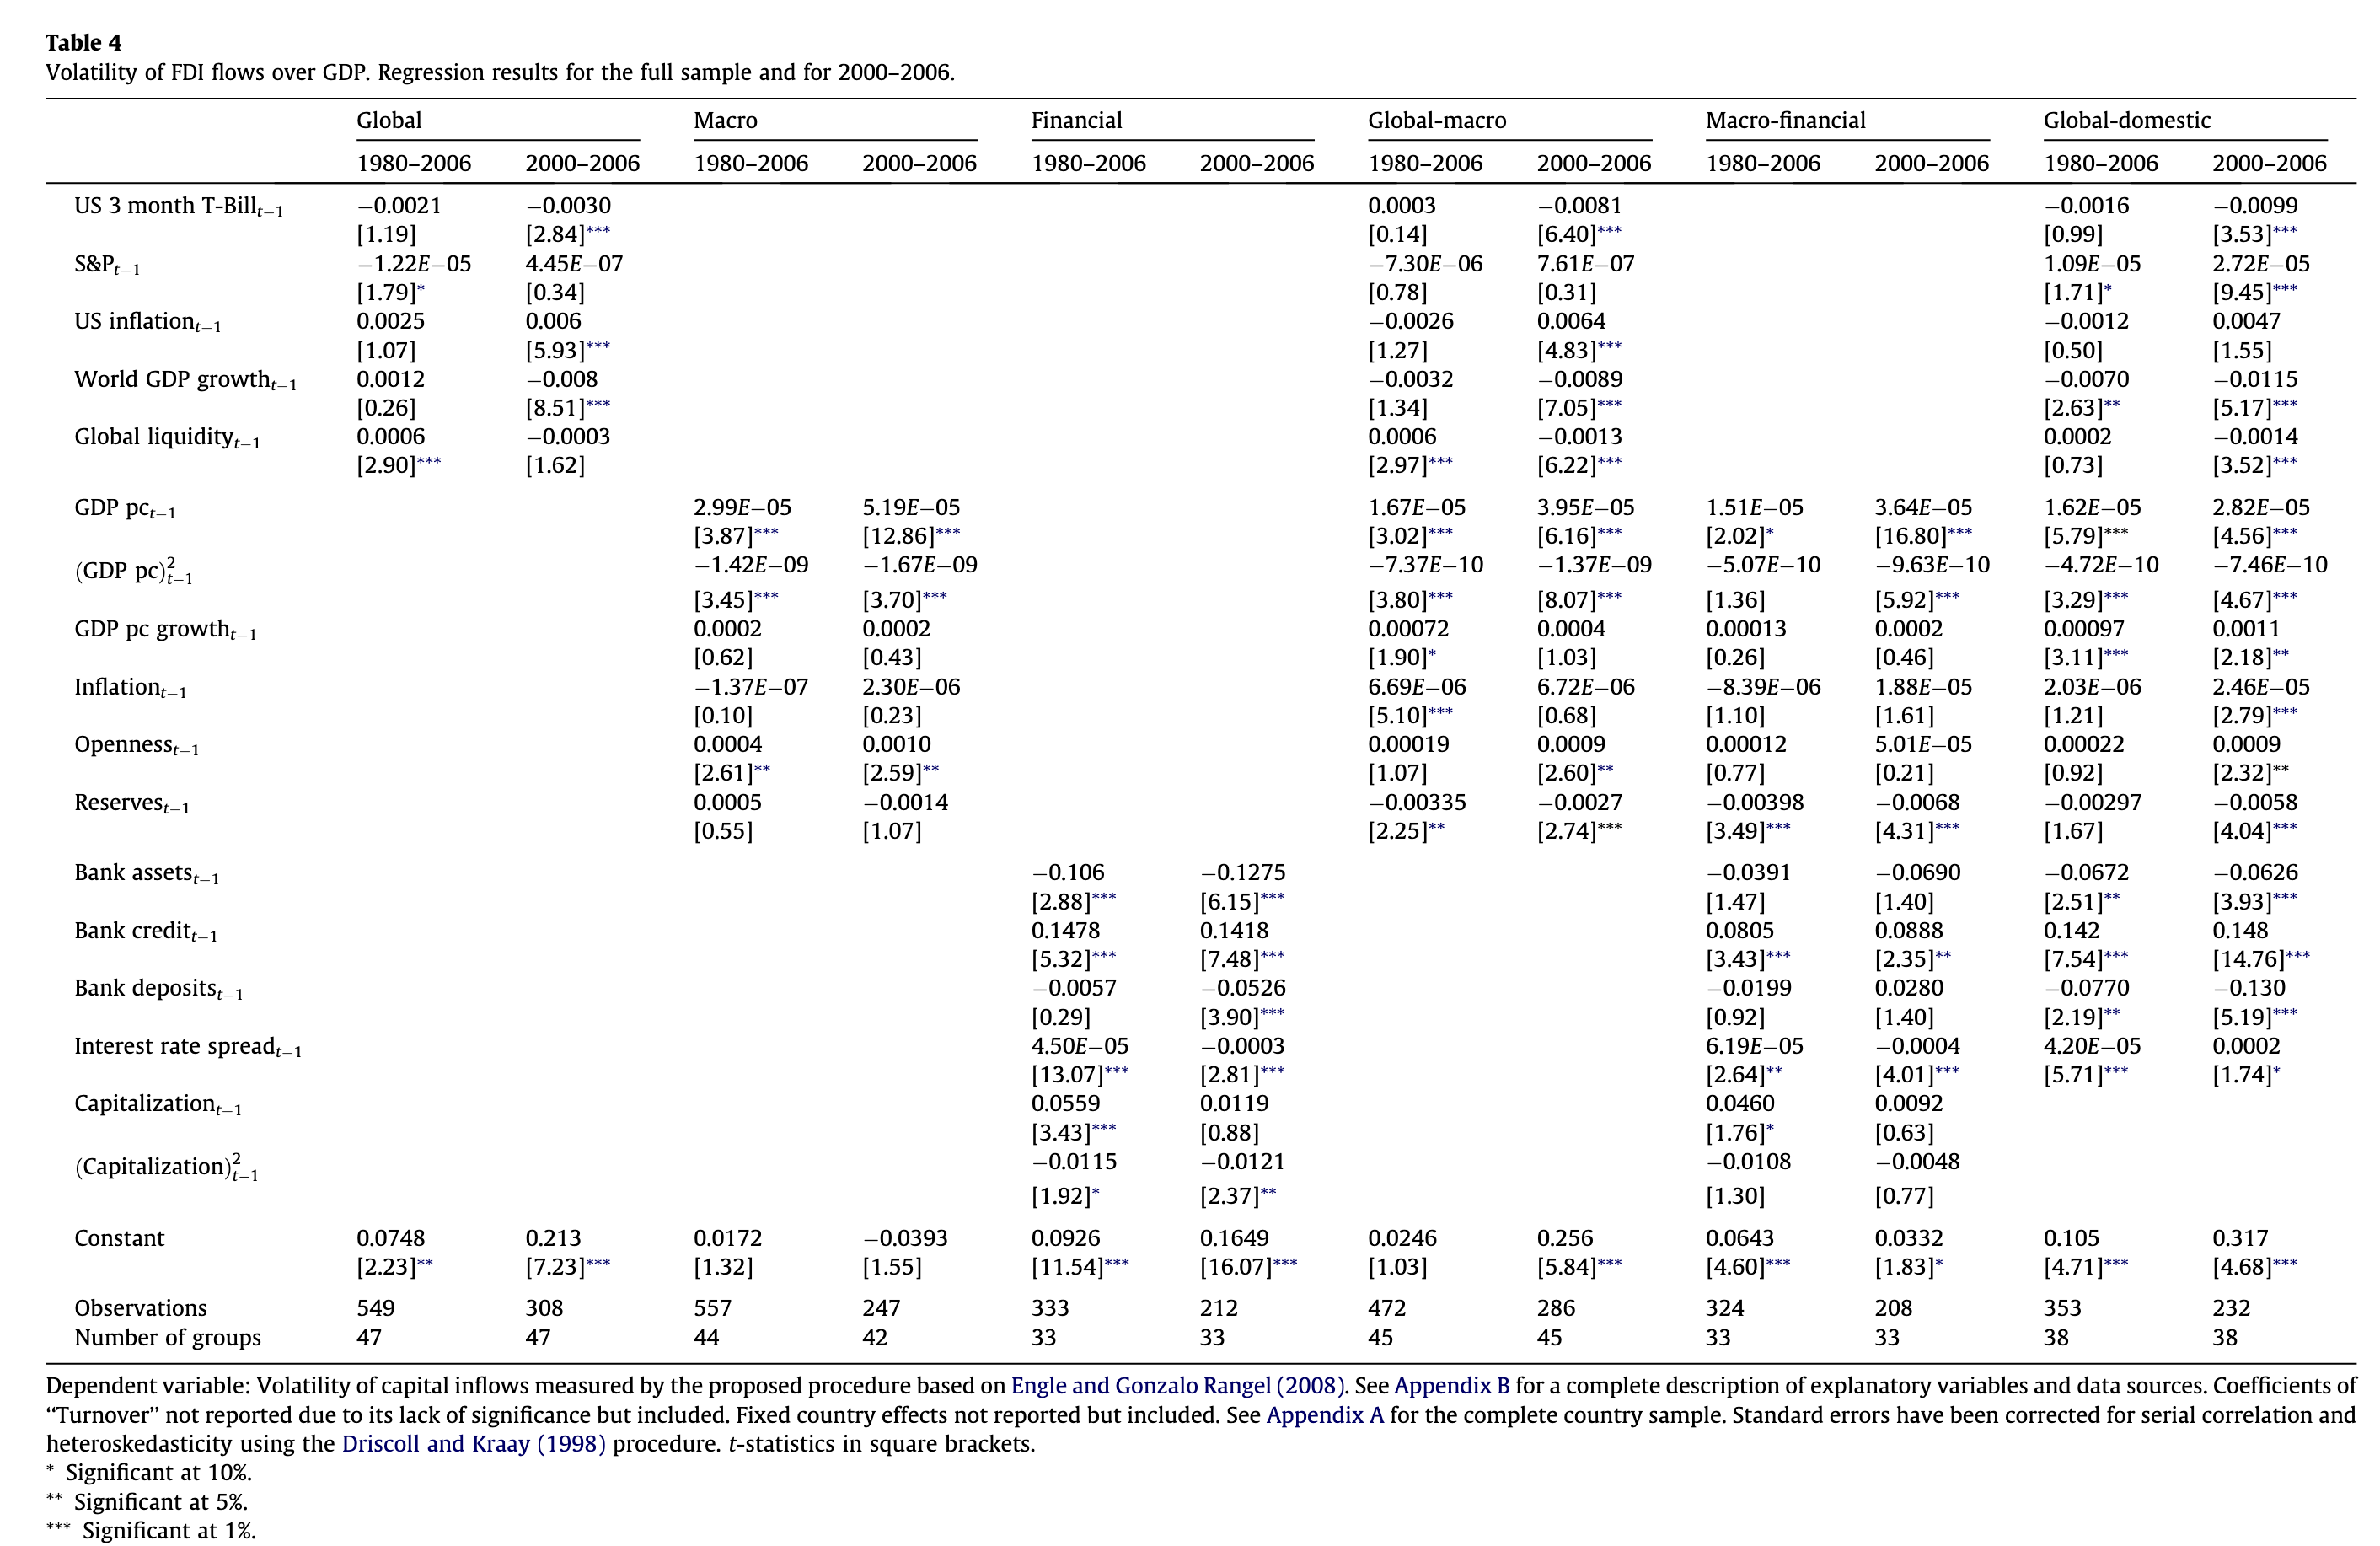 Table 4
Volatility of FDI flows over GDP. Regression results for the full sample and for 2000–2006.
Global Macro Financial Global-macro Macro-financial Global-domestic
1980–2006 2000–2006 1980–2006 2000–2006 1980–2006 2000–2006 1980–2006 2000–2006 1980–2006 2000–2006 1980–2006 2000–2006
US 3 month T-Bill_{t−1} −0.0021 −0.0030 0.0003 −0.0081 −0.0016 −0.0099
[1.19] [2.84]*** [0.14] [6.40]*** [0.99] [3.53]***
S&P_{t−1} −1.22E−05 4.45E−07 −7.30E−06 7.61E−07 1.09E−05 2.72E−05
[1.79]* [0.34] [0.78] [0.31] [1.71]* [9.45]***
US inflation_{t−1} 0.0025 0.006 −0.0026 0.0064 −0.0012 0.0047
[1.07] [5.93]*** [1.27] [4.83]*** [0.50] [1.55]
World GDP growth_{t−1} 0.0012 −0.008 −0.0032 −0.0089 −0.0070 −0.0115
[0.26] [8.51]*** [1.34] [7.05]*** [2.63]** [5.17]***
Global liquidity_{t−1} 0.0006 −0.0003 0.0006 −0.0013 0.0002 −0.0014
[2.90]*** [1.62] [2.97]*** [6.22]*** [0.73] [3.52]***
GDP pc_{t−1} 2.99E−05 5.19E−05 1.67E−05 3.95E−05 1.51E−05 3.64E−05 1.62E−05 2.82E−05
[3.87]*** [12.86]*** [3.02]*** [6.16]*** [2.02]* [16.80]*** [5.79]*** [4.56]***
(GDP pc)²_{t−1} −1.42E−09 −1.67E−09 −7.37E−10 −1.37E−09 −5.07E−10 −9.63E−10 −4.72E−10 −7.46E−10
[3.45]*** [3.70]*** [3.80]*** [8.07]*** [1.36] [5.92]*** [3.29]*** [4.67]***
GDP pc growth_{t−1} 0.0002 0.0002 0.00072 0.0004 0.00013 0.0002 0.00097 0.0011
[0.62] [0.43] [1.90]* [1.03] [0.26] [0.46] [3.11]*** [2.18]**
Inflation_{t−1} −1.37E−07 2.30E−06 6.69E−06 6.72E−06 −8.39E−06 1.88E−05 2.03E−06 2.46E−05
[0.10] [0.23] [5.10]*** [0.68] [1.10] [1.61] [1.21] [2.79]***
Openness_{t−1} 0.0004 0.0010 0.00019 0.0009 0.00012 5.01E−05 0.00022 0.0009
[2.61]** [2.59]** [1.07] [2.60]** [0.77] [0.21] [0.92] [2.32]**
Reserves_{t−1} 0.0005 −0.0014 −0.00335 −0.0027 −0.00398 −0.0068 −0.00297 −0.0058
[0.55] [1.07] [2.25]** [2.74]*** [3.49]*** [4.31]*** [1.67] [4.04]***
Bank assets_{t−1} −0.106 −0.1275 −0.0391 −0.0690 −0.0672 −0.0626
[2.88]*** [6.15]*** [1.47] [1.40] [2.51]** [3.93]***
Bank credit_{t−1} 0.1478 0.1418 0.0805 0.0888 0.142 0.148
[5.32]*** [7.48]*** [3.43]*** [2.35]** [7.54]*** [14.76]***
Bank deposits_{t−1} −0.0057 −0.0526 −0.0199 0.0280 −0.0770 −0.130
[0.29] [3.90]*** [0.92] [1.40] [2.19]** [5.19]***
Interest rate spread_{t−1} 4.50E−05 −0.0003 6.19E−05 −0.0004 4.20E−05 0.0002
[13.07]*** [2.81]*** [2.64]** [4.01]*** [5.71]*** [1.74]*
Capitalization_{t−1} 0.0559 0.0119 0.0460 0.0092
[3.43]*** [0.88] [1.76]* [0.63]
(Capitalization)²_{t−1} −0.0115 −0.0121 −0.0108 −0.0048
[1.92]* [2.37]** [1.30] [0.77]
Constant 0.0748 0.213 0.0172 −0.0393 0.0926 0.1649 0.0246 0.256 0.0643 0.0332 0.105 0.317
[2.23]** [7.23]*** [1.32] [1.55] [11.54]*** [16.07]*** [1.03] [5.84]*** [4.60]*** [1.83]* [4.71]*** [4.68]***
Observations 549 308 557 247 333 212 472 286 324 208 353 232
Number of groups 47 47 44 42 33 33 45 45 33 33 38 38
Dependent variable: Volatility of capital inflows measured by the proposed procedure based on Engle and Gonzalo Rangel (2008). See Appendix B for a complete description of explanatory variables and data sources. Coefficients of
“Turnover” not reported due to its lack of significance but included. Fixed country effects not reported but included. See Appendix A for the complete country sample. Standard errors have been corrected for serial correlation and
heteroskedasticity using the Driscoll and Kraay (1998) procedure. t-statistics in square brackets.
* Significant at 10%.
** Significant at 5%.
*** Significant at 1%.